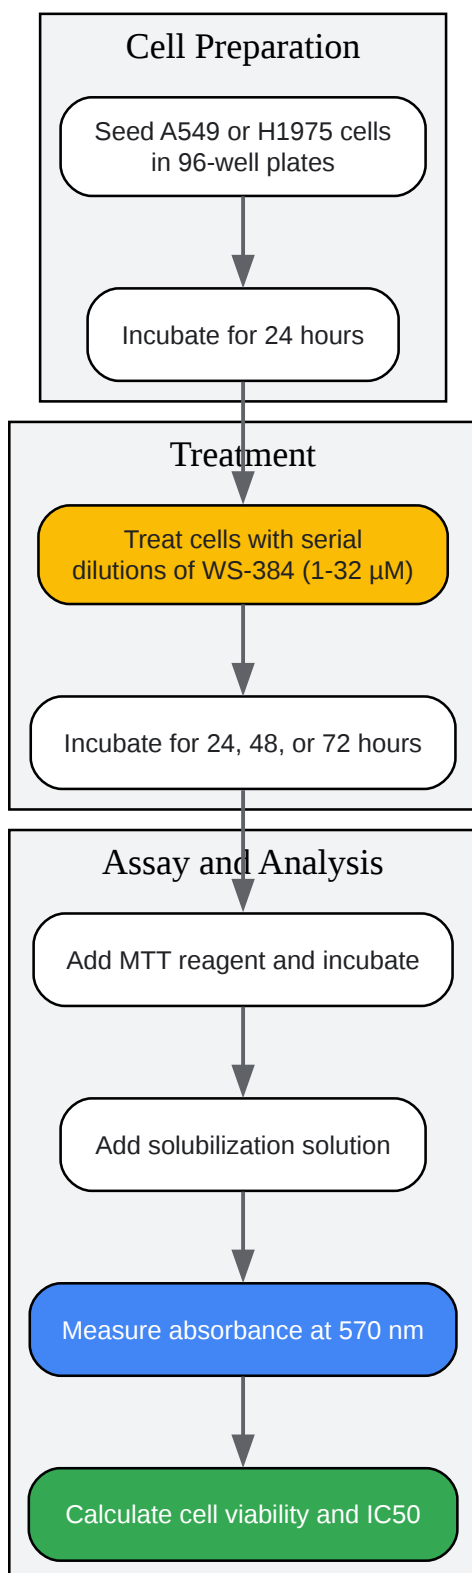 Cell Preparation
Seed A549 or H1975 cells
in 96-well plates
Incubate for 24 hours
Treatment
Treat cells with serial
dilutions of WS-384 (1-32 µM)
Incubate for 24, 48, or 72 hours
Assay and Analysis
Add MTT reagent and incubate
Add solubilization solution
Measure absorbance at 570 nm
Calculate cell viability and IC50